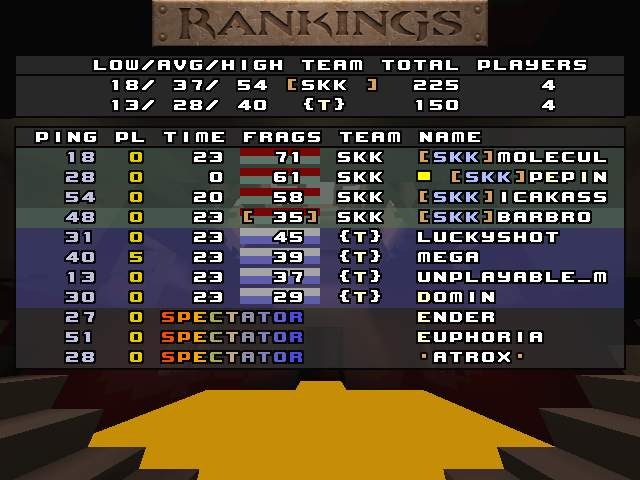 RANKINGS
LOW/AVG/HIGH TEAM TOTAL PLAYERS
18/ 37/ 54 [SKK ] 225 4
13/ 28/ 40 {T} 150 4
PING PL TIME FRAGS TEAM NAME
18 0 23 71 SKK [SKK]MOLECUL
28 0 0 61 SKK [SKK]PEPIN
54 0 20 58 SKK [SKK]ICAKASS
48 0 23 [ 35] SKK [SKK]BARBRO
31 0 23 45 {T} LUCKYSHOT
40 5 23 39 {T} MEGA
13 0 23 37 {T} UNPLAYABLE_M
30 0 23 29 {T} DOMIN
27 0 SPECTATOR ENDER
51 0 SPECTATOR EUPHORIA
28 0 SPECTATOR ·ATROX·